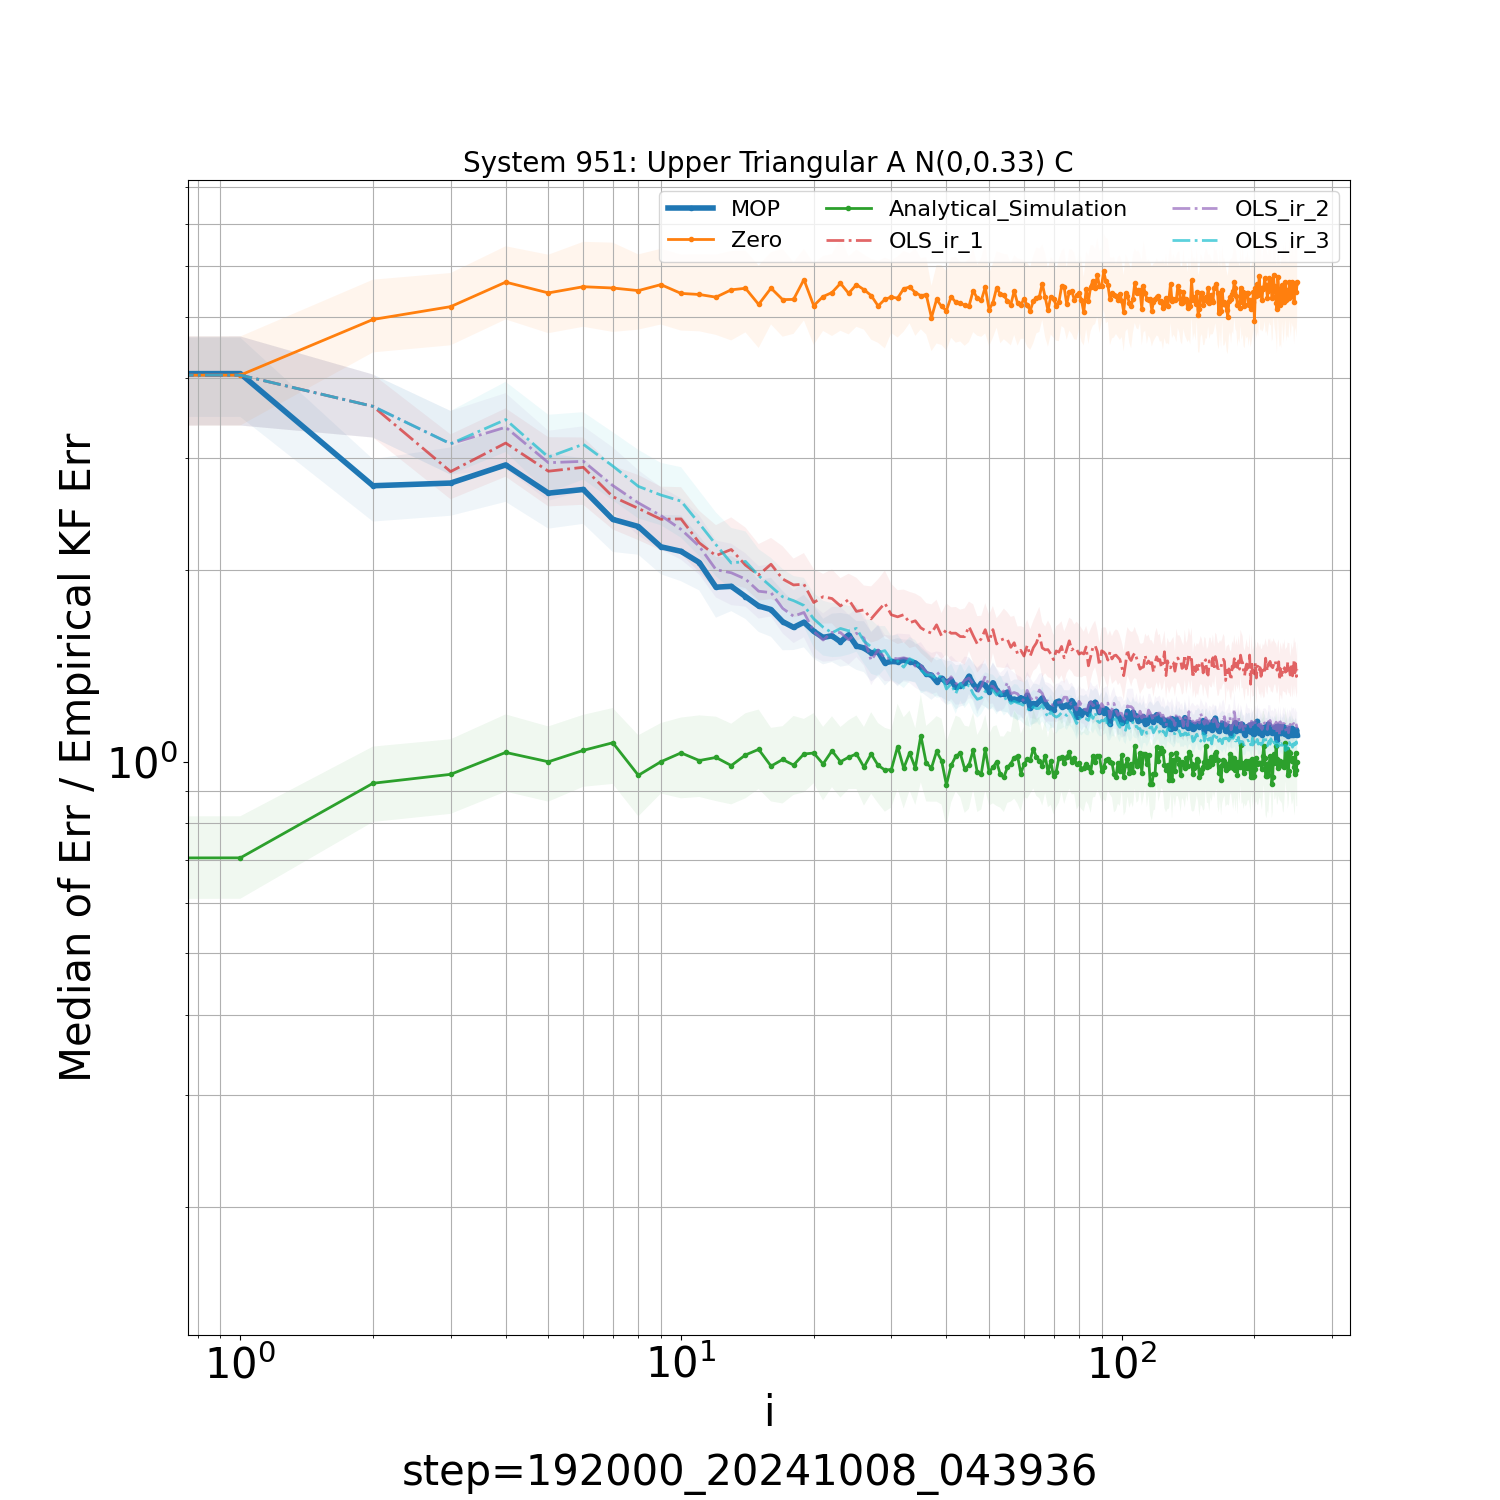 System 951: Upper Triangular A N(0,0.33) C
MOP
Zero
Analytical_Simulation
OLS_ir_1
OLS_ir_2
OLS_ir_3
Median of Err / Empirical KF Err
10⁰
10⁰
10¹
10²
i
step=192000_20241008_043936